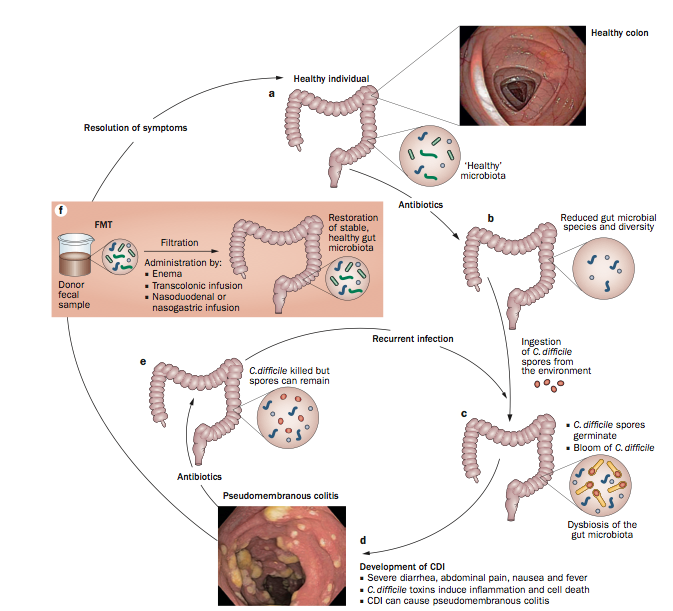 Healthy colon
Healthy individual
a
Resolution of symptoms
'Healthy'
microbiota
Antibiotics
f
FMT
Donor
fecal
sample
Filtration
Administration by:
▪ Enema
▪ Transcolonic infusion
▪ Nasoduodenal or
nasogastric infusion
Restoration
of stable,
healthy gut
microbiota
b
Reduced gut microbial
species and diversity
Ingestion
of C. difficile
spores from
the environment
Recurrent infection
e
C.difficile killed but
spores can remain
c
▪ C. difficile spores
germinate
▪ Bloom of C. difficile
Dysbiosis of the
gut microbiota
Antibiotics
Pseudomembranous colitis
d
Development of CDI
▪ Severe diarrhea, abdominal pain, nausea and fever
▪ C. difficile toxins induce inflammation and cell death
▪ CDI can cause pseudomembranous colitis